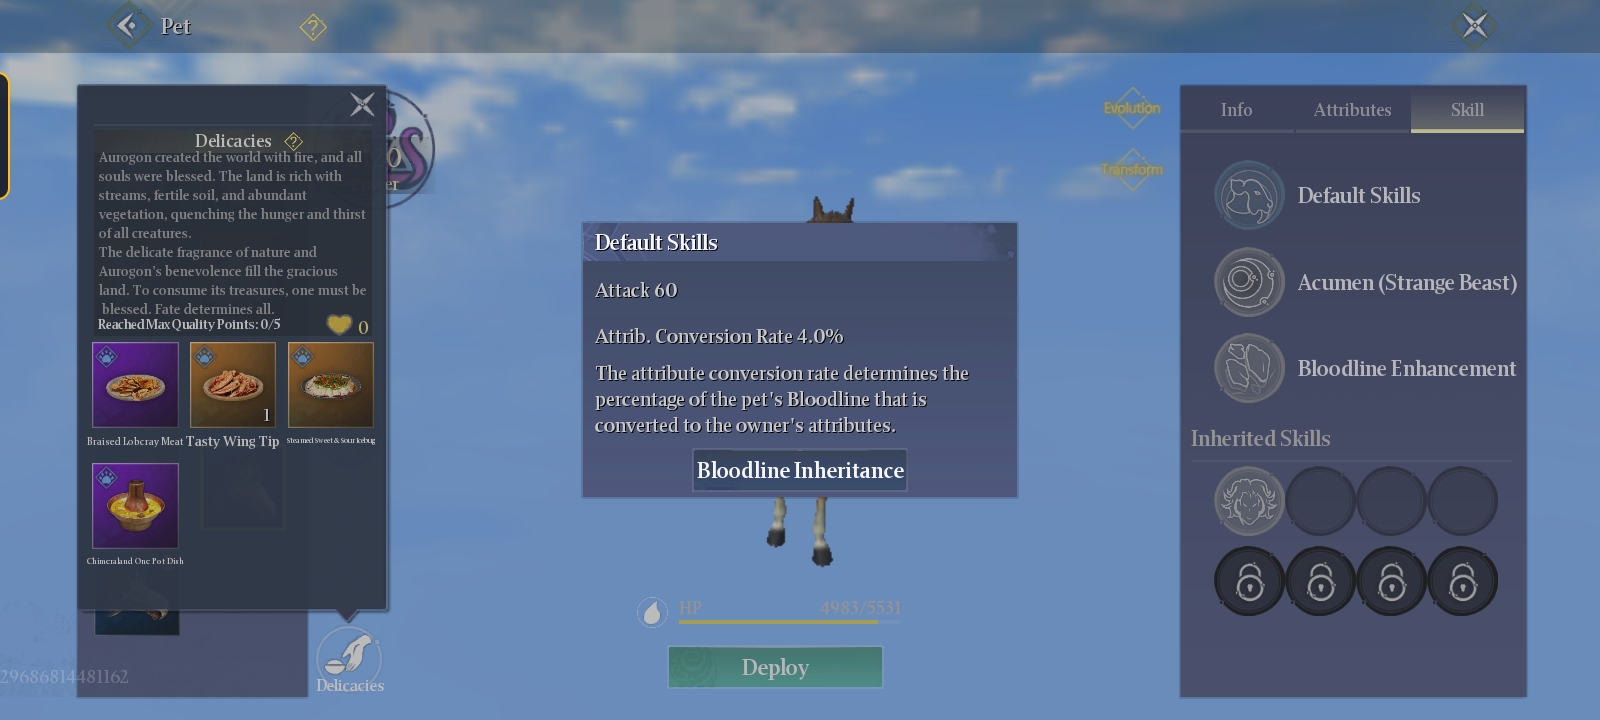 Pet
?
Delicacies ?
Aurogon created the world with fire, and all
souls were blessed. The land is rich with
streams, fertile soil, and abundant
vegetation, quenching the hunger and thirst
of all creatures.
The delicate fragrance of nature and
Aurogon's benevolence fill the gracious
land. To consume its treasures, one must be
blessed. Fate determines all.
Reached Max Quality Points: 0/5
0
1
Braised Lobcray Meat
Tasty Wing Tip
Steamed Sweet & Sour Icebug
Chimeraland One Pot Dish
Delicacies
29686814481162
Evolution
Transform
Default Skills
Attack 60
Attrib. Conversion Rate 4.0%
The attribute conversion rate determines the
percentage of the pet's Bloodline that is
converted to the owner's attributes.
Bloodline Inheritance
HP 4983/5531
Deploy
Info Attributes Skill
Default Skills
Acumen (Strange Beast)
Bloodline Enhancement
Inherited Skills